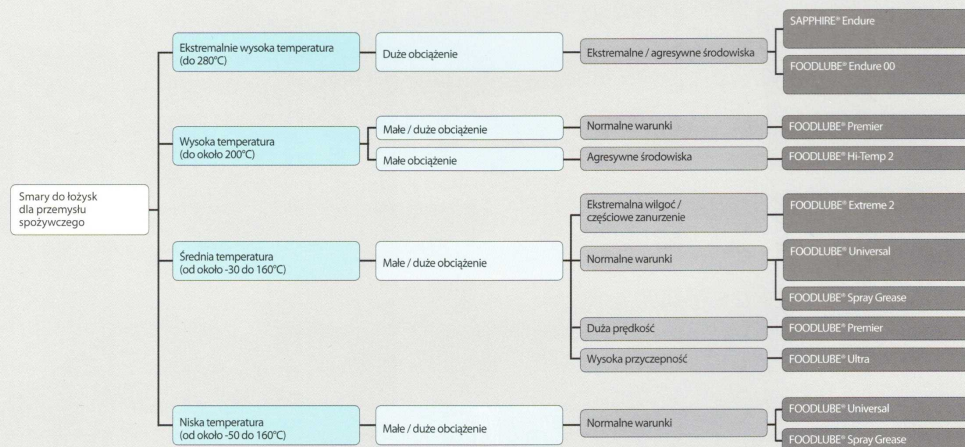 Smary do łożysk
dla przemysłu
spożywczego
Ekstremalnie wysoka temperatura
(do 280°C)
Duże obciążenie
Ekstremalne / agresywne środowiska
SAPPHIRE® Endure
FOODLUBE® Endure 00
Wysoka temperatura
(do około 200°C)
Małe / duże obciążenie
Normalne warunki
FOODLUBE® Premier
Małe obciążenie
Agresywne środowiska
FOODLUBE® Hi-Temp 2
Średnia temperatura
(od około -30 do 160°C)
Małe / duże obciążenie
Ekstremalna wilgoć /
częściowe zanurzenie
FOODLUBE® Extreme 2
Normalne warunki
FOODLUBE® Universal
FOODLUBE® Spray Grease
Duża prędkość
FOODLUBE® Premier
Wysoka przyczepność
FOODLUBE® Ultra
Niska temperatura
(od około -50 do 160°C)
Małe / duże obciążenie
Normalne warunki
FOODLUBE® Universal
FOODLUBE® Spray Grease